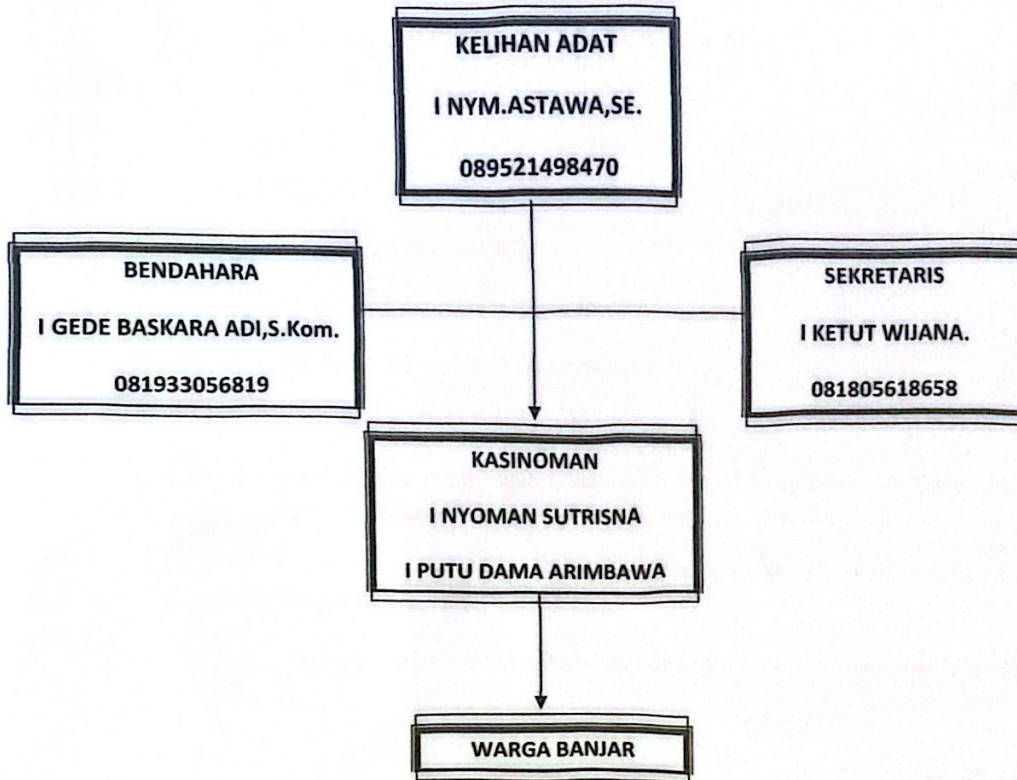 KELIHAN ADAT
I NYM.ASTAWA,SE.
089521498470
BENDAHARA
I GEDE BASKARA ADI,S.Kom.
081933056819
SEKRETARIS
I KETUT WIJANA.
081805618658
KASINOMAN
I NYOMAN SUTRISNA
I PUTU DAMA ARIMBAWA
WARGA BANJAR